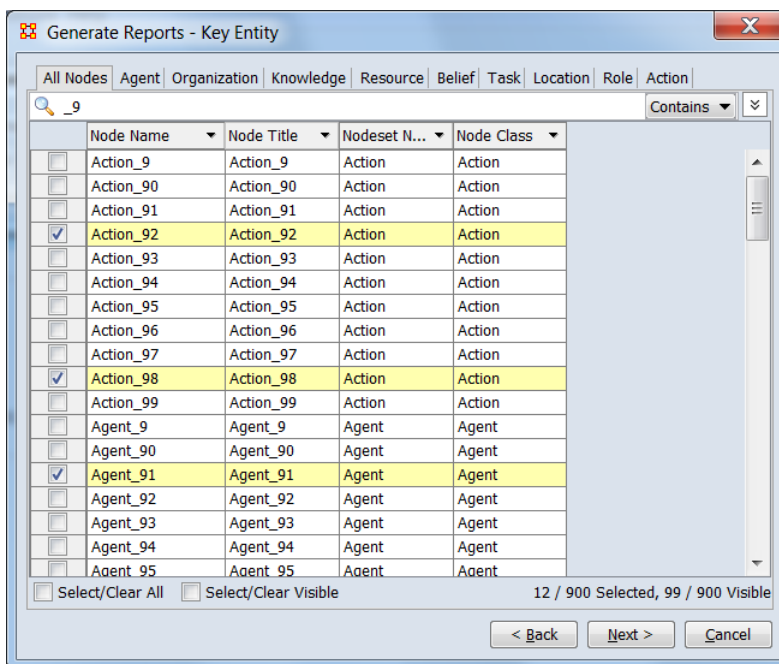 Generate Reports - Key Entity
X
All Nodes Agent Organization Knowledge Resource Belief Task Location Role Action
_9 Contains
Node Name Node Title Nodeset N... Node Class
Action_9 Action_9 Action Action
Action_90 Action_90 Action Action
Action_91 Action_91 Action Action
Action_92 Action_92 Action Action
Action_93 Action_93 Action Action
Action_94 Action_94 Action Action
Action_95 Action_95 Action Action
Action_96 Action_96 Action Action
Action_97 Action_97 Action Action
Action_98 Action_98 Action Action
Action_99 Action_99 Action Action
Agent_9 Agent_9 Agent Agent
Agent_90 Agent_90 Agent Agent
Agent_91 Agent_91 Agent Agent
Agent_92 Agent_92 Agent Agent
Agent_93 Agent_93 Agent Agent
Agent_94 Agent_94 Agent Agent
Agent_95 Agent_95 Agent Agent
Select/Clear All Select/Clear Visible 12 / 900 Selected, 99 / 900 Visible
< Back Next > Cancel